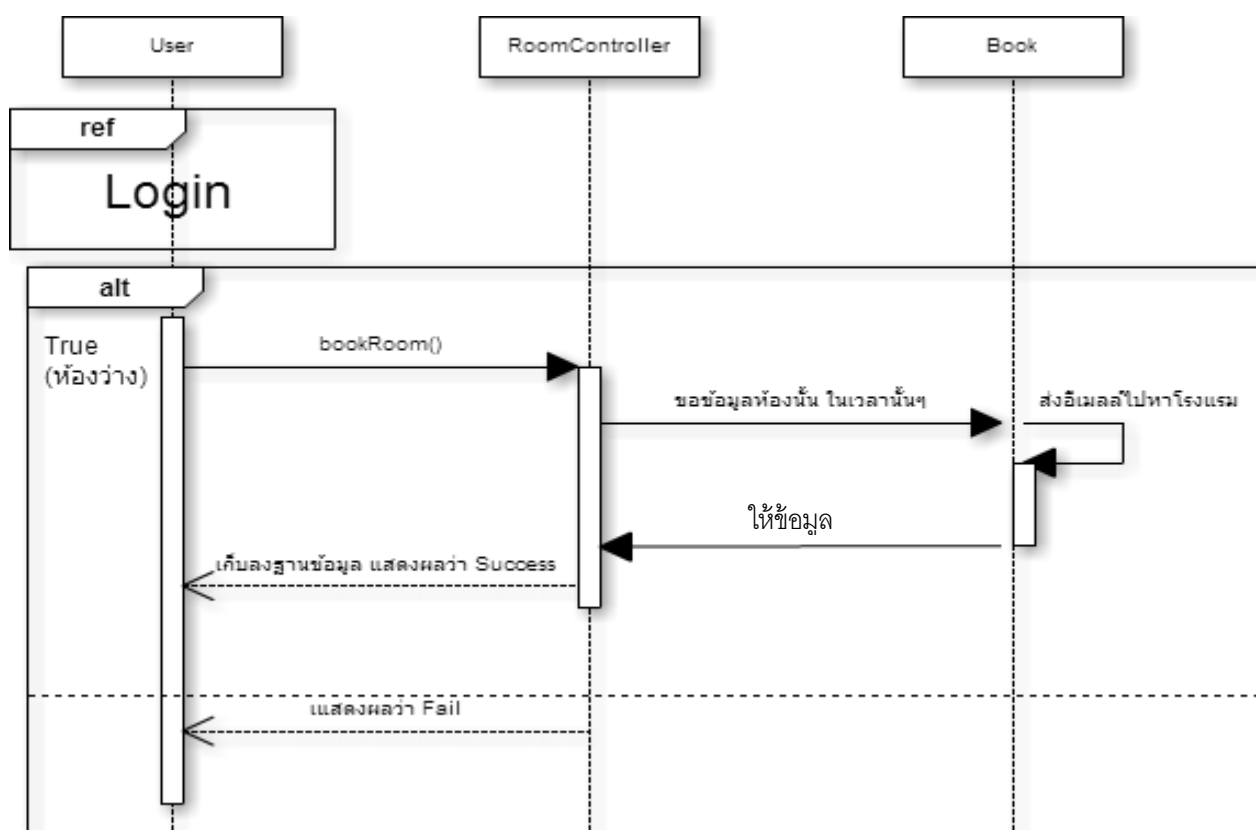 User
RoomController
Book
ref
Login
alt
True
(ห้องว่าง)
bookRoom()
ขอข้อมูลห้องนั้น ในเวลานั้นๆ
ส่งอีเมลล์ไปหาโรงแรม
ให้ข้อมูล
เก็บลงฐานข้อมูล แสดงผลว่า Success
เแสดงผลว่า Fail